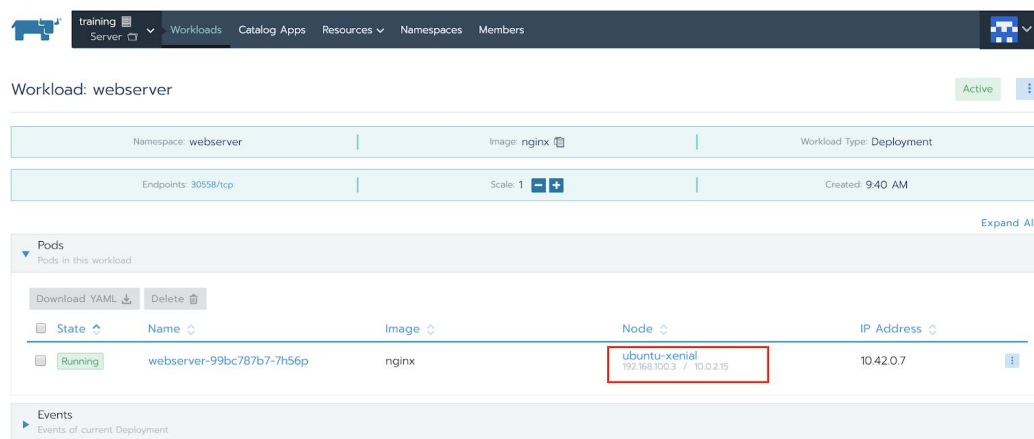 training
Server
Workloads Catalog Apps Resources Namespaces Members
Workload: webserver
Active
Namespace: webserver
Image: nginx
Workload Type: Deployment
Endpoints: 30558/tcp
Scale: 1
Created: 9:40 AM
Expand Al
Pods
Pods in this workload
Download YAML Delete
State Name Image Node IP Address
Running webserver-99bc787b7-7h56p nginx ubuntu-xenial 10.42.0.7
192.168.100.3 / 10.0.2.15
Events
Events of current Deployment